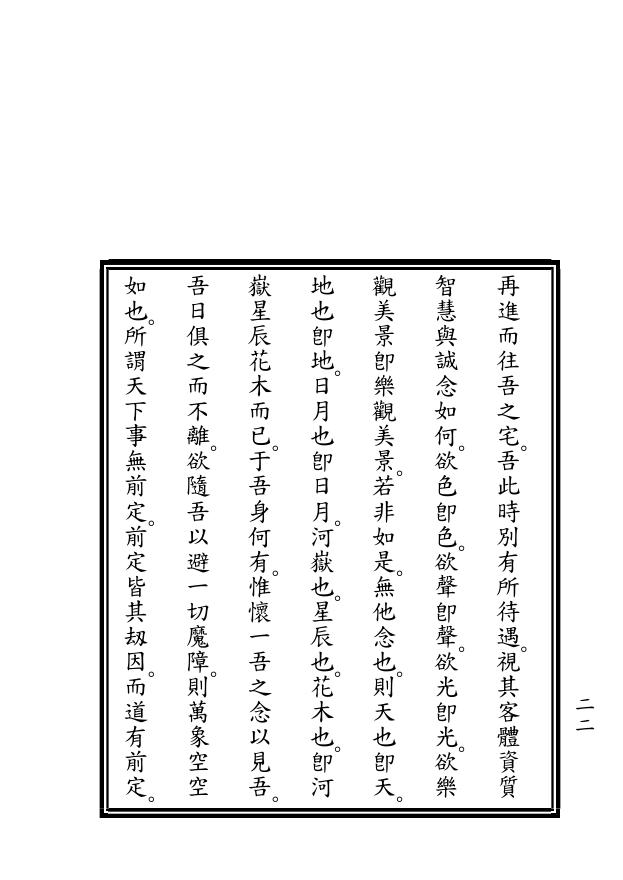 再進而往吾之宅。吾此時別有所待遇。視其客體資質
智慧與誠念如何。欲色卽色。欲聲卽聲。欲光卽光。欲樂
觀美景卽樂觀美景。若非如是。無他念也。則天也卽天。
地也卽地。日月也卽日月。河嶽也。星辰也。花木也。卽河
嶽星辰花木而已。于吾身何有。惟懷一吾之念以見吾。
吾日俱之而不離。欲隨吾以避一切魔障。則萬象空空
如也。所謂天下事無前定。前定皆其刼因。而道有前定。
二二